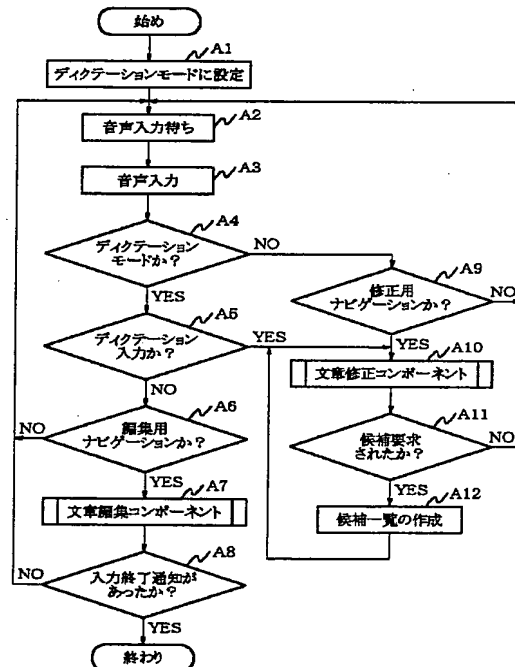 始め
A1
ディクテーションモードに設定
A2
音声入力待ち
A3
音声入力
A4
ディクテーション
モードか?
NO
YES
A9
修正用
ナビゲーションか?
NO
YES
A5
ディクテーション
入力か?
YES
NO
A10
文章修正コンポーネント
A6
編集用
ナビゲーションか?
NO
YES
A11
候補要求
されたか?
NO
YES
A7
文章編集コンポーネント
A12
候補一覧の作成
A8
入力終了通知が
あったか?
NO
YES
終わり